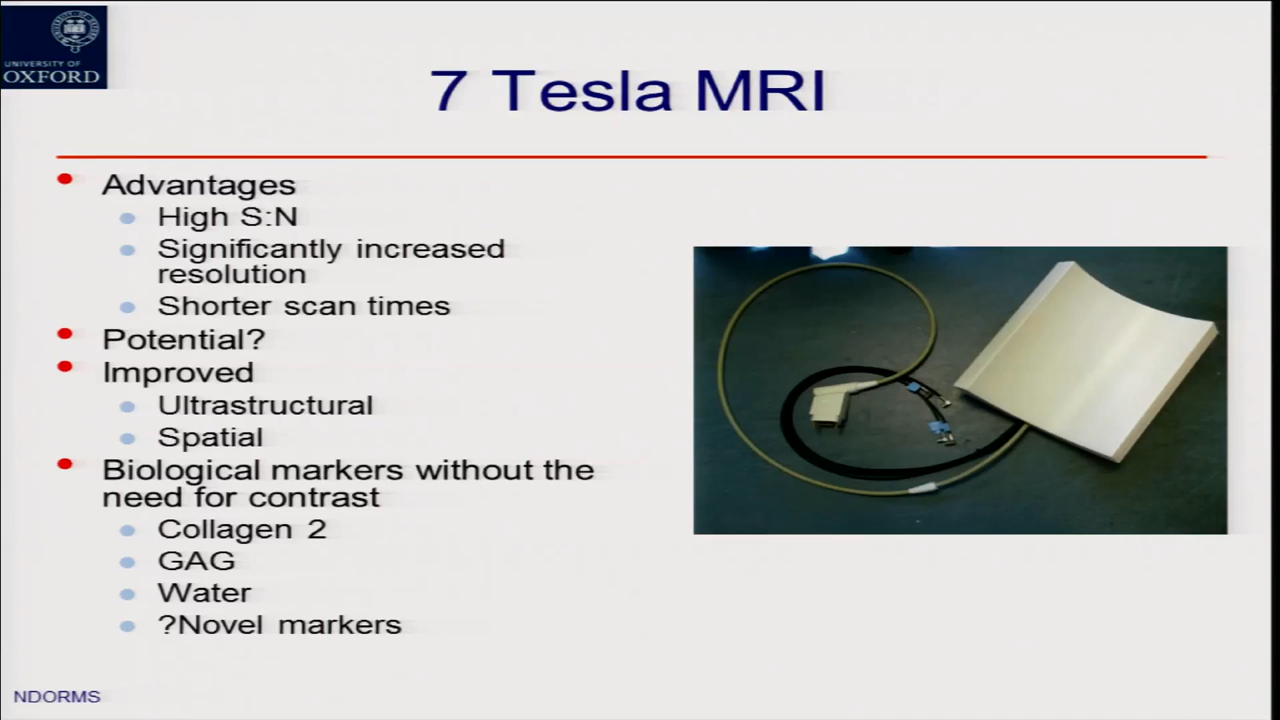 UNIVERSITY OF
OXFORD
7 Tesla MRI
Advantages
High S:N
Significantly increased
resolution
Shorter scan times
Potential?
Improved
Ultrastructural
Spatial
Biological markers without the
need for contrast
Collagen 2
GAG
Water
?Novel markers
NDORMS